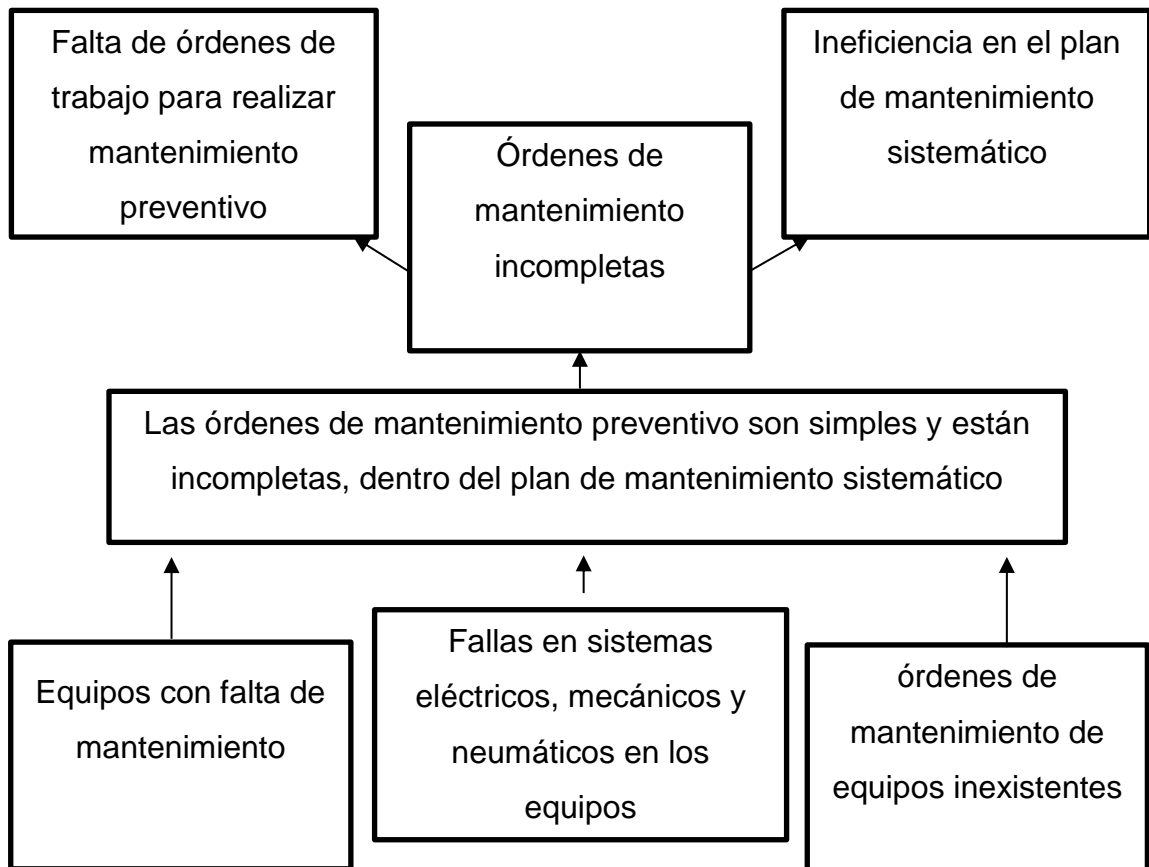 Falta de órdenes de
trabajo para realizar
mantenimiento
preventivo
Órdenes de
mantenimiento
incompletas
Ineficiencia en el plan
de mantenimiento
sistemático
Las órdenes de mantenimiento preventivo son simples y están
incompletas, dentro del plan de mantenimiento sistemático
Equipos con falta de
mantenimiento
Fallas en sistemas
eléctricos, mecánicos y
neumáticos en los
equipos
órdenes de
mantenimiento de
equipos inexistentes